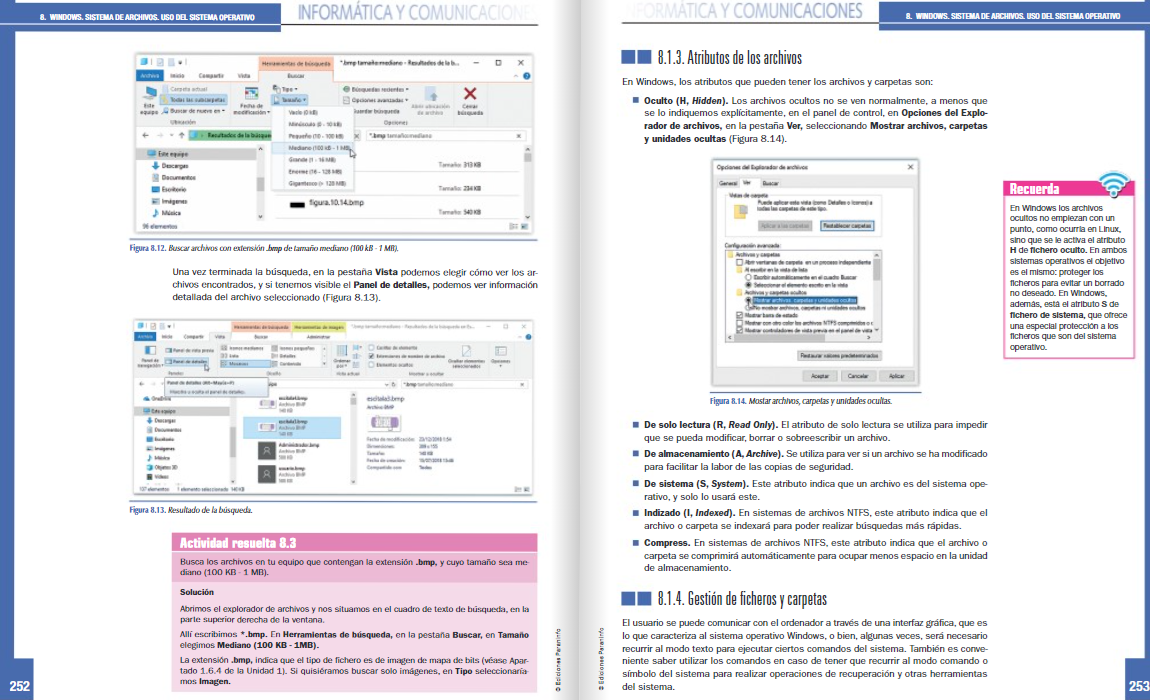 8. WINDOWS. SISTEMA DE ARCHIVOS. USO DEL SISTEMA OPERATIVO
INFORMÁTICA Y COMUNICACIONES
Herramientas de búsqueda
*.bmp tamaño:mediano - Resultados de la b...
Archivo Inicio Compartir Vista Buscar
Este equipo
Carpeta actual
Todas las subcarpetas
Buscar de nuevo en
Ubicación
Fecha de modificación
Tipo
Tamaño
Búsquedas recientes
Opciones avanzadas
Guardar búsqueda
Opciones
Abrir ubicación de archivo
Cerrar búsqueda
Vacío (0 kB)
Minúsculo (0 - 10 kB)
Pequeño (10 - 100 kB)
Mediano (100 kB - 1 MB)
Grande (1 - 16 MB)
Enorme (16 - 128 MB)
Gigantesco (> 128 MB)
Resultados de la búsque
*.bmp tamaño:mediano
Este equipo
Descargas
Documentos
Escritorio
Imágenes
Música
Tamaño: 313 KB
Tamaño: 234 KB
figura.10.14.bmp
Tamaño: 540 KB
96 elementos
Figura 8.12. Buscar archivos con extensión .bmp de tamaño mediano (100 kB - 1 MB).
Una vez terminada la búsqueda, en la pestaña Vista podemos elegir cómo ver los ar-
chivos encontrados, y si tenemos visible el Panel de detalles, podemos ver información
detallada del archivo seleccionado (Figura 8.13).
Herramientas de búsqueda
Herramientas de imagen
Archivo Inicio Compartir Vista Buscar Administrar
Panel de navegación
Panel de vista previa
Panel de detalles
Iconos medianos
Iconos pequeños
Lista
Detalles
Mosaicos
Contenido
Casillas de elemento
Extensiones de nombre de archivo
Elementos ocultos
Ocultar elementos seleccionados
Opciones
Panel de detalles (Alt+Mayús+P)
Muestra u oculta el panel de detalles.
*.bmp tamaño:mediano
OneDrive
Este equipo
Descargas
Documentos
Escritorio
Imágenes
Música
Objetos 3D
Vídeos
Archivo BMP
Administrador.bmp
Archivo BMP
usuario.bmp
Archivo BMP
Fecha de modificación:
Dimensiones:
Tamaño:
Fecha de creación:
Compartido con:
137 elementos 1 elemento seleccionado 140 KB
Figura 8.13. Resultado de la búsqueda.
Actividad resuelta 8.3
Busca los archivos en tu equipo que contengan la extensión .bmp, y cuyo tamaño sea me-
diano (100 KB - 1 MB).
Solución
Abrimos el explorador de archivos y nos situamos en el cuadro de texto de búsqueda, en la
parte superior derecha de la ventana.
Allí escribimos *.bmp. En Herramientas de búsqueda, en la pestaña Buscar, en Tamaño
elegimos Mediano (100 KB - 1MB).
La extensión .bmp, indica que el tipo de fichero es de imagen de mapa de bits (véase Apar-
tado 1.6.4 de la Unidad 1). Si quisiéramos buscar solo imágenes, en Tipo seleccionaría-
mos Imagen.
© Ediciones Paraninfo
252
INFORMÁTICA Y COMUNICACIONES
8. WINDOWS. SISTEMA DE ARCHIVOS. USO DEL SISTEMA OPERATIVO
8.1.3. Atributos de los archivos
En Windows, los atributos que pueden tener los archivos y carpetas son:
Oculto (H, Hidden). Los archivos ocultos no se ven normalmente, a menos que
se lo indiquemos explícitamente, en el panel de control, en Opciones del Explo-
rador de archivos, en la pestaña Ver, seleccionando Mostrar archivos, carpetas
y unidades ocultas (Figura 8.14).
Opciones del Explorador de archivos
General Ver Buscar
Vistas de carpeta
Puede aplicar esta vista (como Detalles o Iconos) a
todas las carpetas de este tipo.
Aplicar a las carpetas
Restablecer carpetas
Configuración avanzada:
Archivos y carpetas
Abrir ventanas de carpeta en un proceso independiente
Al escribir en la vista de lista
Escribir automáticamente en el cuadro Buscar
Seleccionar el elemento escrito en la vista
Archivos y carpetas ocultos
Mostrar archivos, carpetas y unidades ocultos
No mostrar archivos, carpetas ni unidades ocultos
Mostrar barra de estado
Mostrar con otro color los archivos NTFS comprimidos o c
Mostrar controladores de vista previa en el panel de vista
Restaurar valores predeterminados
Aceptar Cancelar Aplicar
Figura 8.14. Mostar archivos, carpetas y unidades ocultas.
Recuerda
En Windows los archivos
ocultos no empiezan con un
punto, como ocurría en Linux,
sino que se le activa el atributo
H de fichero oculto. En ambos
sistemas operativos el objetivo
es el mismo: proteger los
ficheros para evitar un borrado
no deseado. En Windows,
además, está el atributo S de
fichero de sistema, que ofrece
una especial protección a los
ficheros que son del sistema
operativo.
De solo lectura (R, Read Only). El atributo de solo lectura se utiliza para impedir
que se pueda modificar, borrar o sobreescribir un archivo.
De almacenamiento (A, Archive). Se utiliza para ver si un archivo se ha modificado
para facilitar la labor de las copias de seguridad.
De sistema (S, System). Este atributo indica que un archivo es del sistema ope-
rativo, y solo lo usará este.
Indizado (I, Indexed). En sistemas de archivos NTFS, este atributo indica que el
archivo o carpeta se indexará para poder realizar búsquedas más rápidas.
Compress. En sistemas de archivos NTFS, este atributo indica que el archivo o
carpeta se comprimirá automáticamente para ocupar menos espacio en la unidad
de almacenamiento.
8.1.4. Gestión de ficheros y carpetas
El usuario se puede comunicar con el ordenador a través de una interfaz gráfica, que es
lo que caracteriza al sistema operativo Windows, o bien, algunas veces, será necesario
recurrir al modo texto para ejecutar ciertos comandos del sistema. También es conve-
niente saber utilizar los comandos en caso de tener que recurrir al modo comando o
símbolo del sistema para realizar operaciones de recuperación y otras herramientas
del sistema.
© Ediciones Paraninfo
253